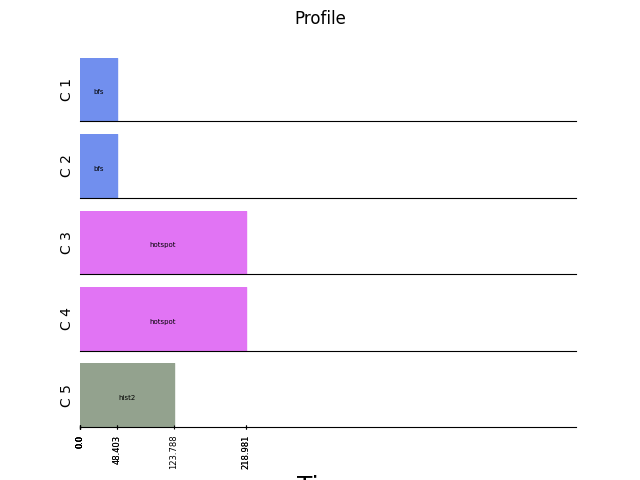 Profile
C 1
bfs
C 2
bfs
C 3
hotspot
C 4
hotspot
C 5
hist2
0.0
48.403
123.788
218.981